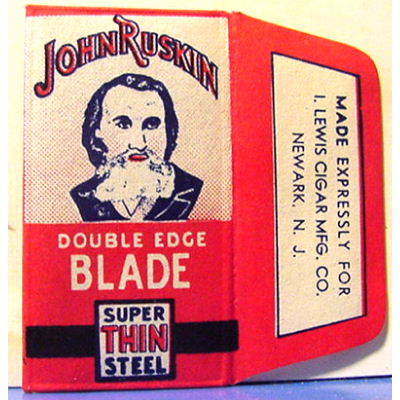 JOHN RUSKIN
DOUBLE EDGE
BLADE
SUPER
THIN
STEEL
MADE EXPRESSLY FOR
I. LEWIS CIGAR MFG. CO.
NEWARK, N. J.